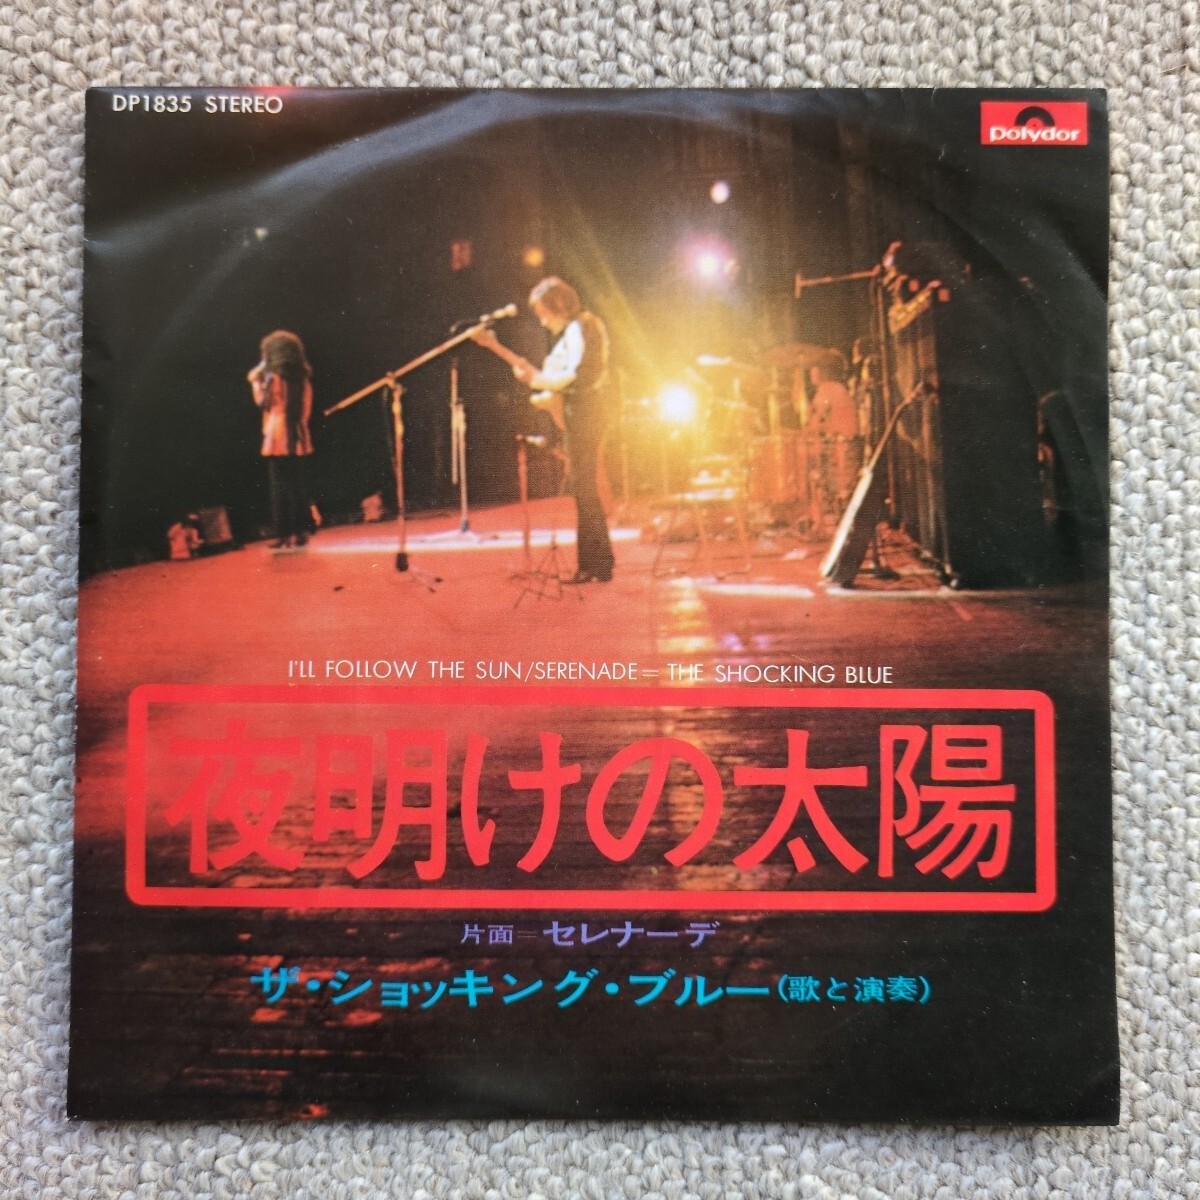 DP1835 STEREO
polydor
I'LL FOLLOW THE SUN/SERENADE=THE SHOCKING BLUE
夜明けの太陽
片面=セレナーデ
ザ・ショッキング・ブルー(歌と演奏)